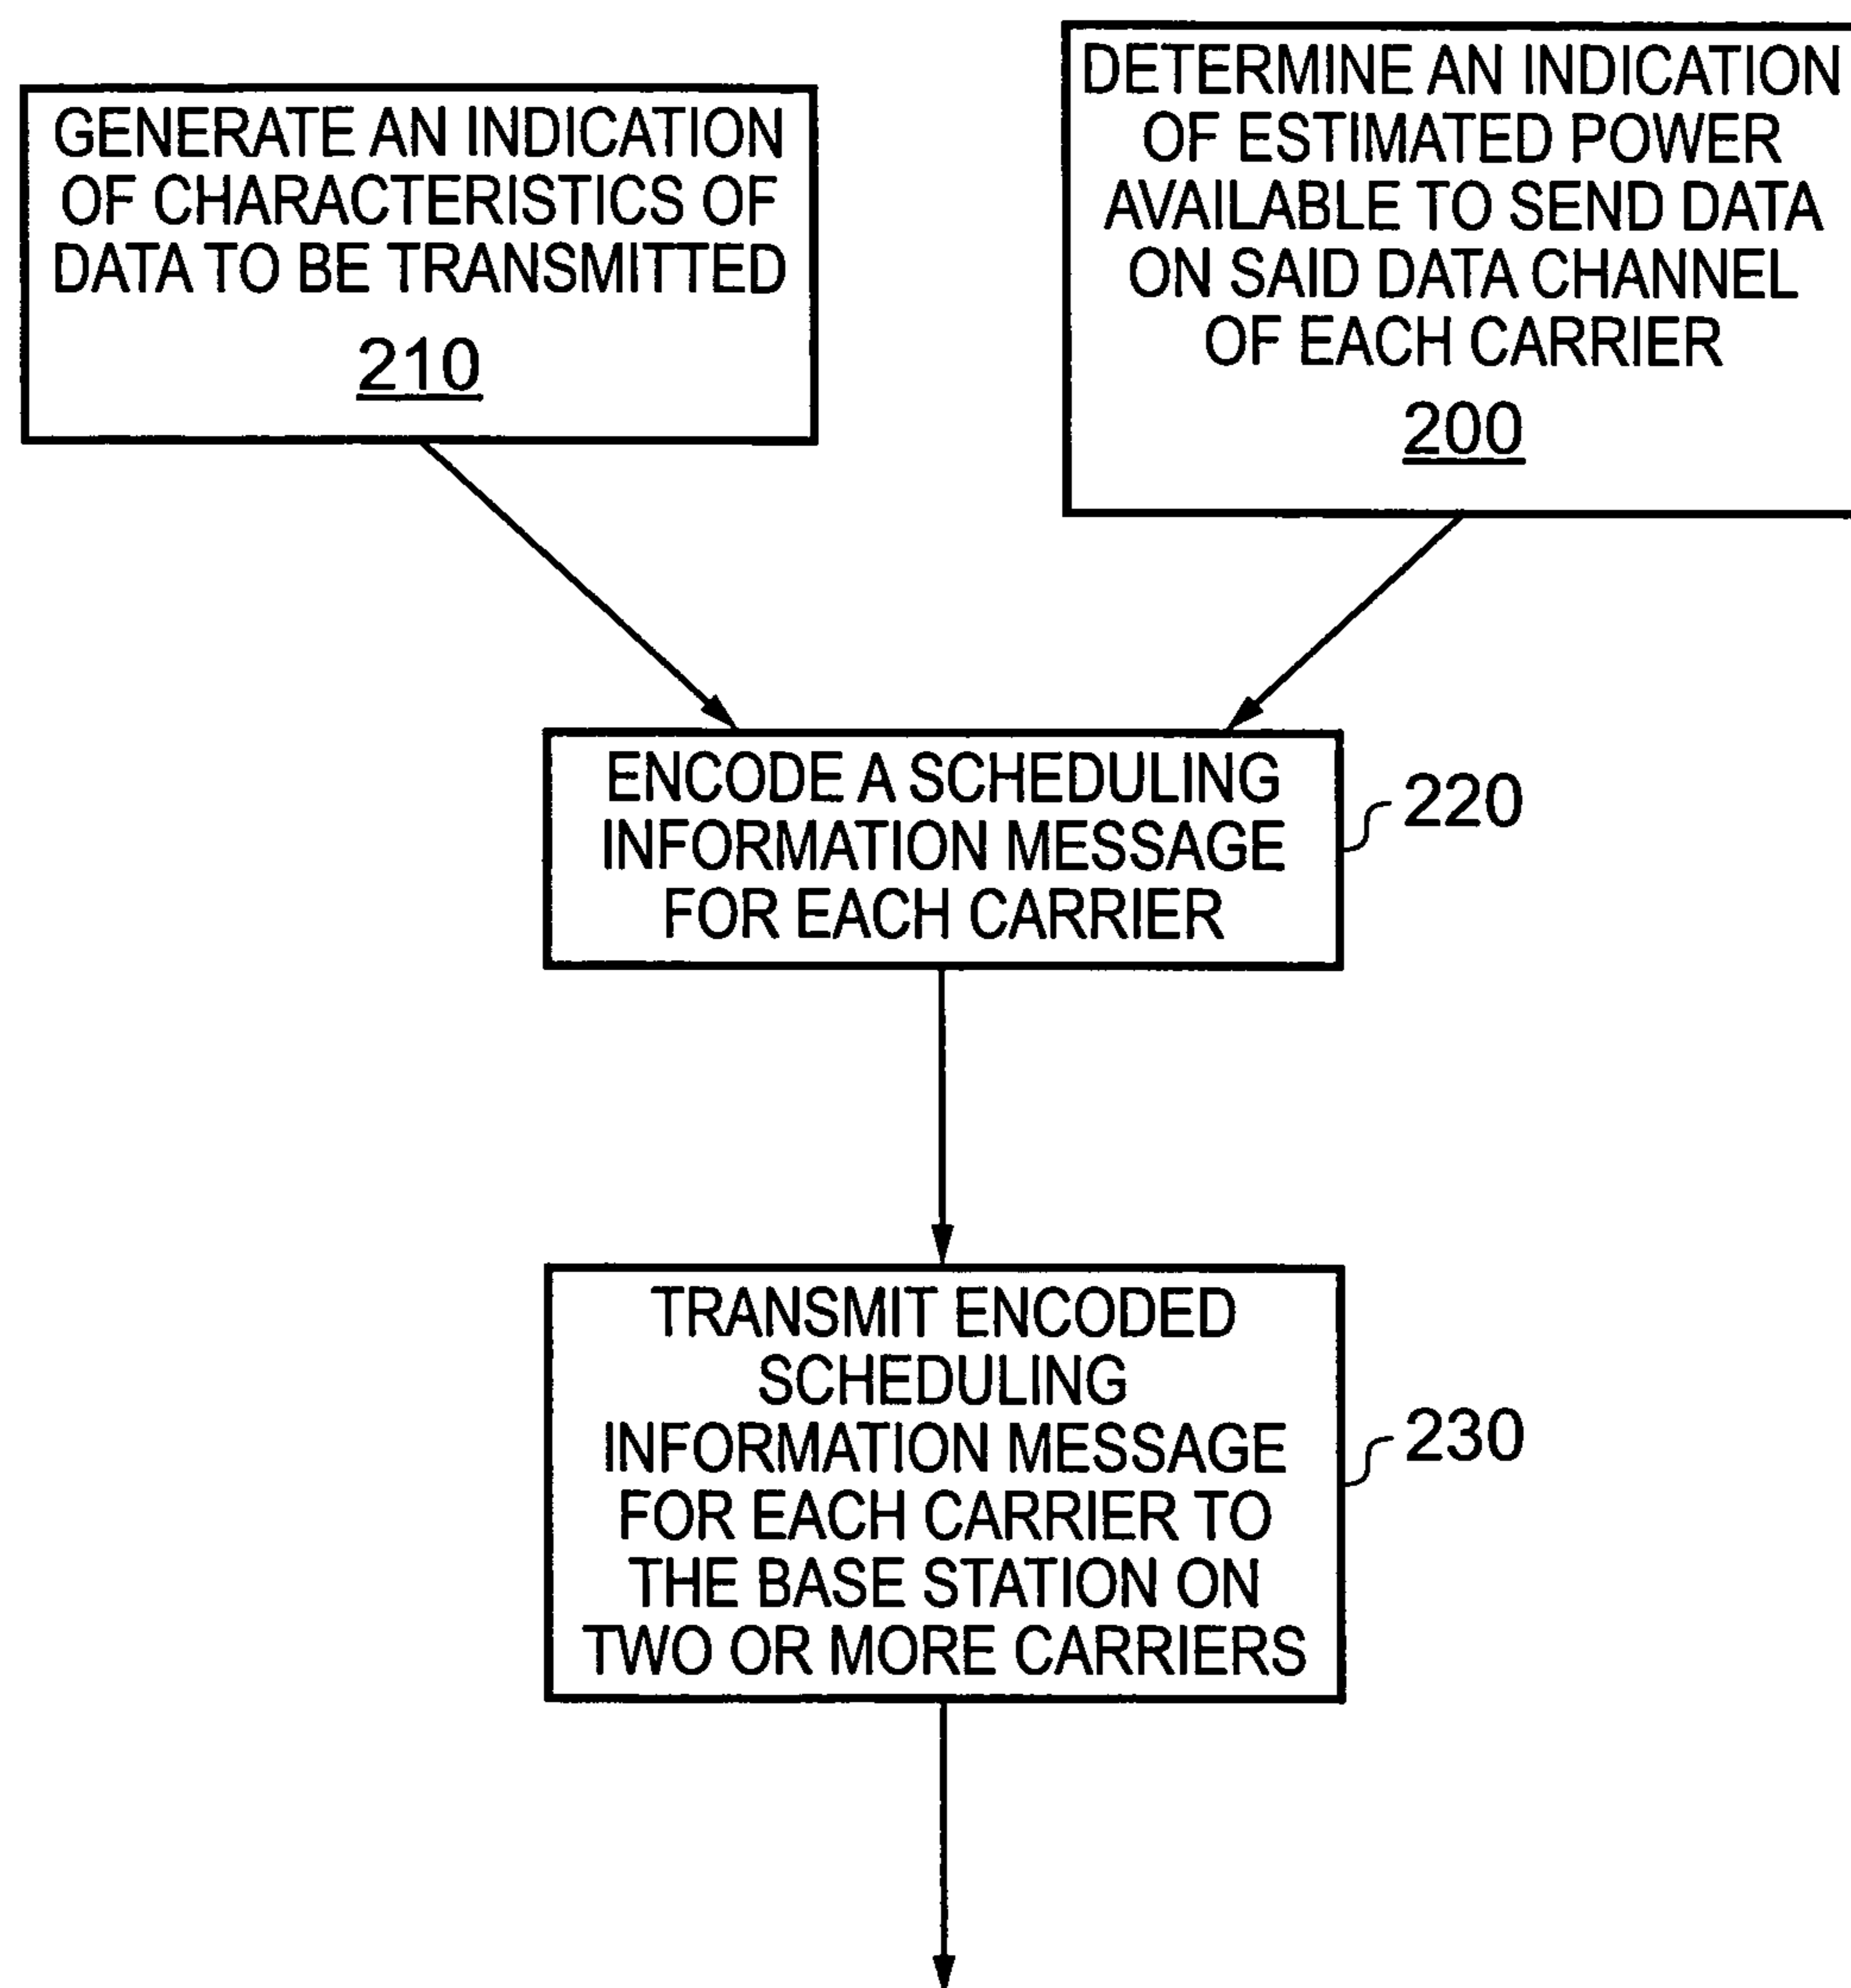 GENERATE AN INDICATION
OF CHARACTERISTICS OF
DATA TO BE TRANSMITTED
210
DETERMINE AN INDICATION
OF ESTIMATED POWER
AVAILABLE TO SEND DATA
ON SAID DATA CHANNEL
OF EACH CARRIER
200
ENCODE A SCHEDULING
INFORMATION MESSAGE
FOR EACH CARRIER
220
TRANSMIT ENCODED
SCHEDULING
INFORMATION MESSAGE
FOR EACH CARRIER TO
THE BASE STATION ON
TWO OR MORE CARRIERS
230